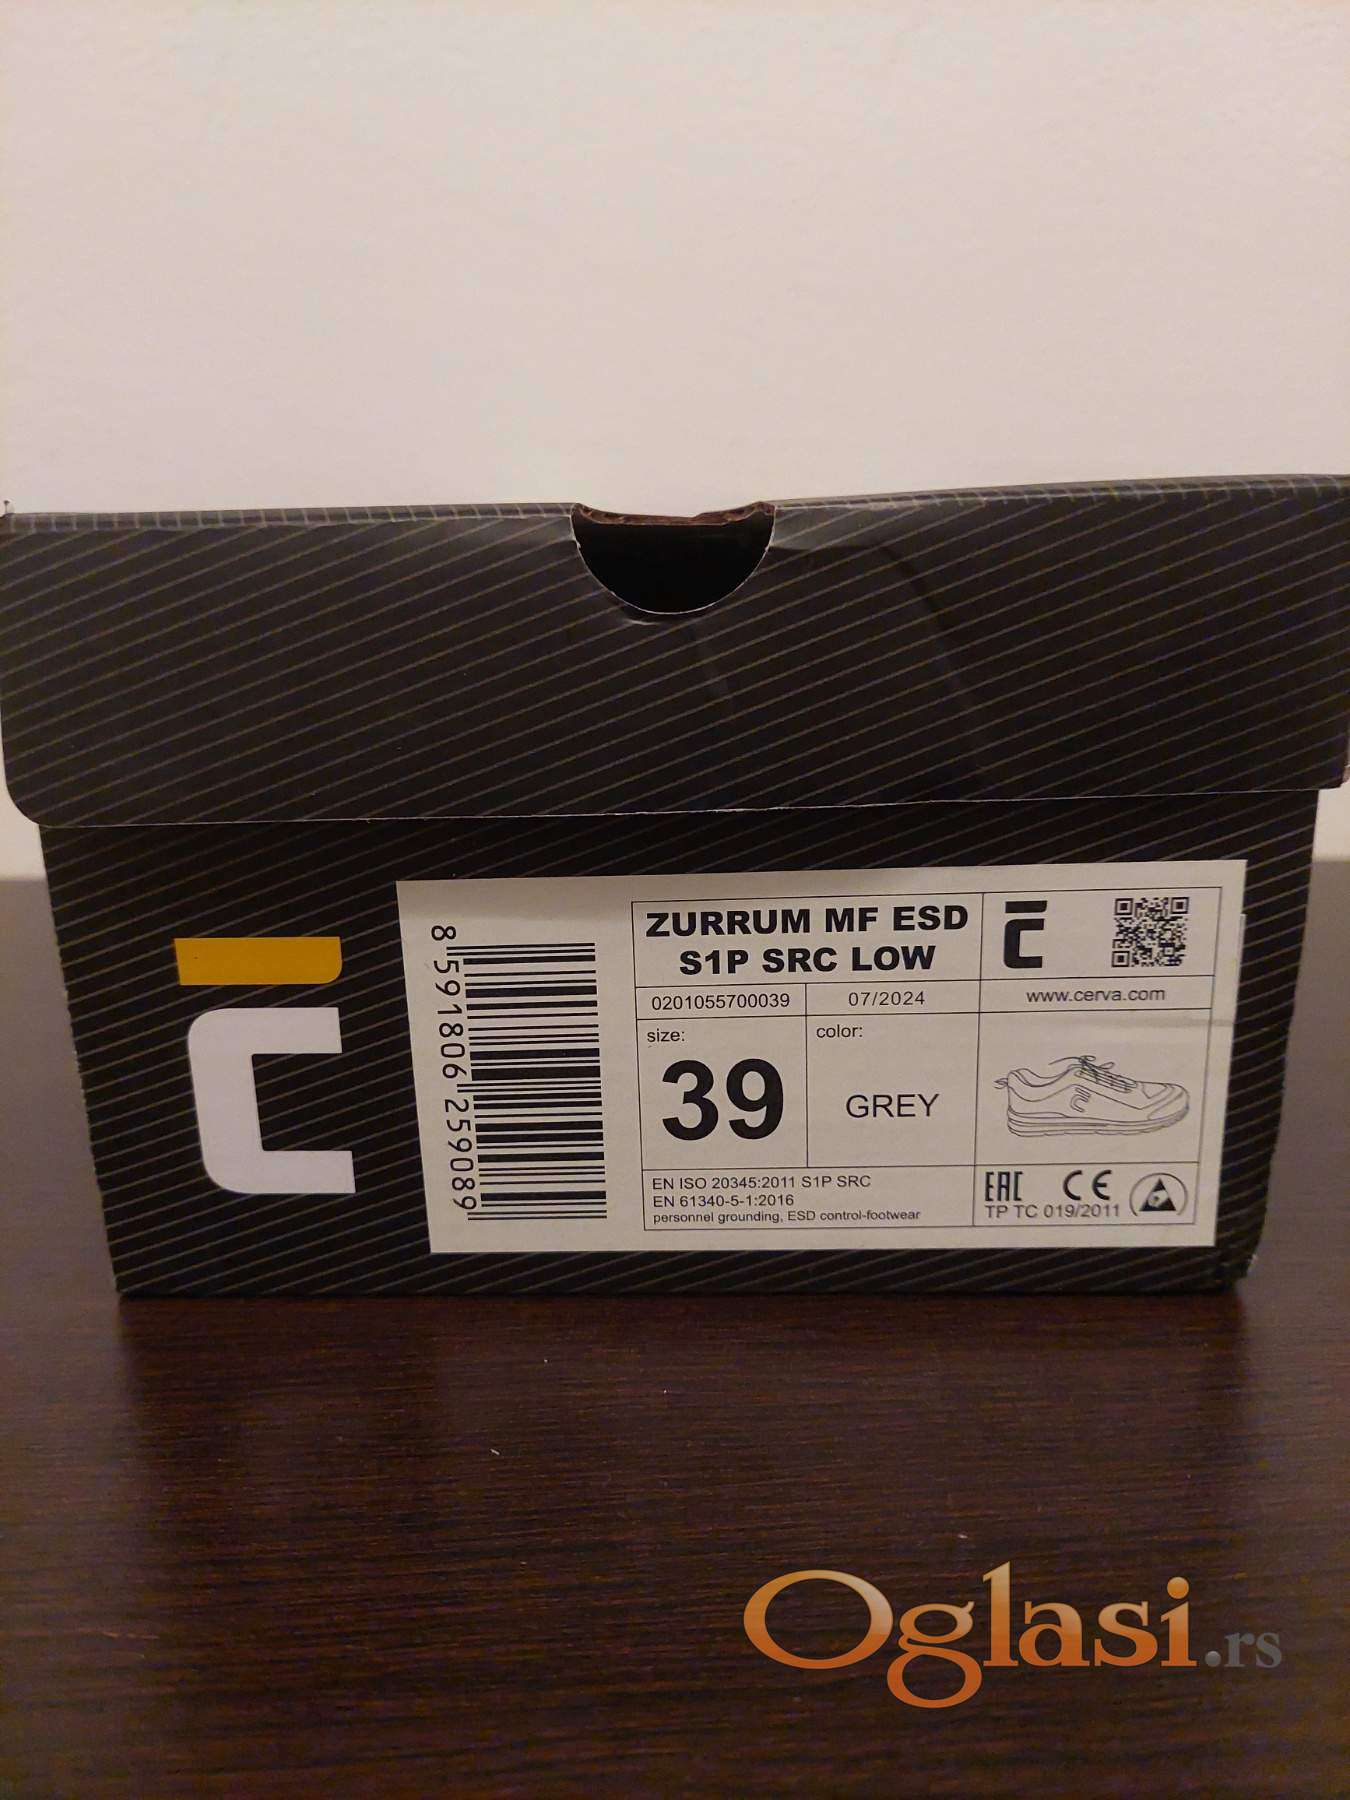 8 591806 259089
ZURRUM MF ESD
S1P SRC LOW
0201055700039
07/2024
www.cerva.com
size:
39
color:
GREY
EN ISO 20345:2011 S1P SRC
EN 61340-5-1:2016
personnel grounding, ESD control-footwear
EAC CE
TP TC 019/2011
Oglasi.rs